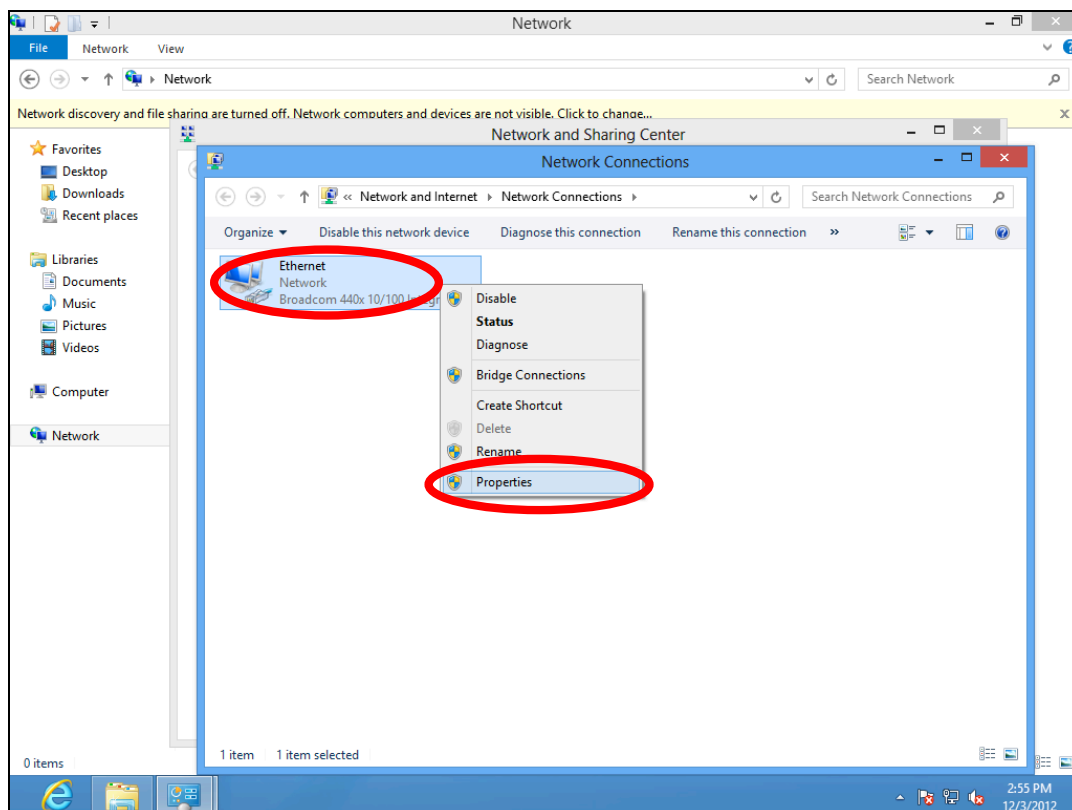 Network
File Network View
Network
Search Network
Network discovery and file sharing are turned off. Network computers and devices are not visible. Click to change...
Favorites
Desktop
Downloads
Recent places
Libraries
Documents
Music
Pictures
Videos
Computer
Network
0 items
Network and Sharing Center
Network Connections
« Network and Internet Network Connections
Search Network Connections
Organize Disable this network device Diagnose this connection Rename this connection »
Ethernet
Network
Broadcom 440x 10/100
Disable
Status
Diagnose
Bridge Connections
Create Shortcut
Delete
Rename
Properties
1 item 1 item selected
2:55 PM
12/3/2012